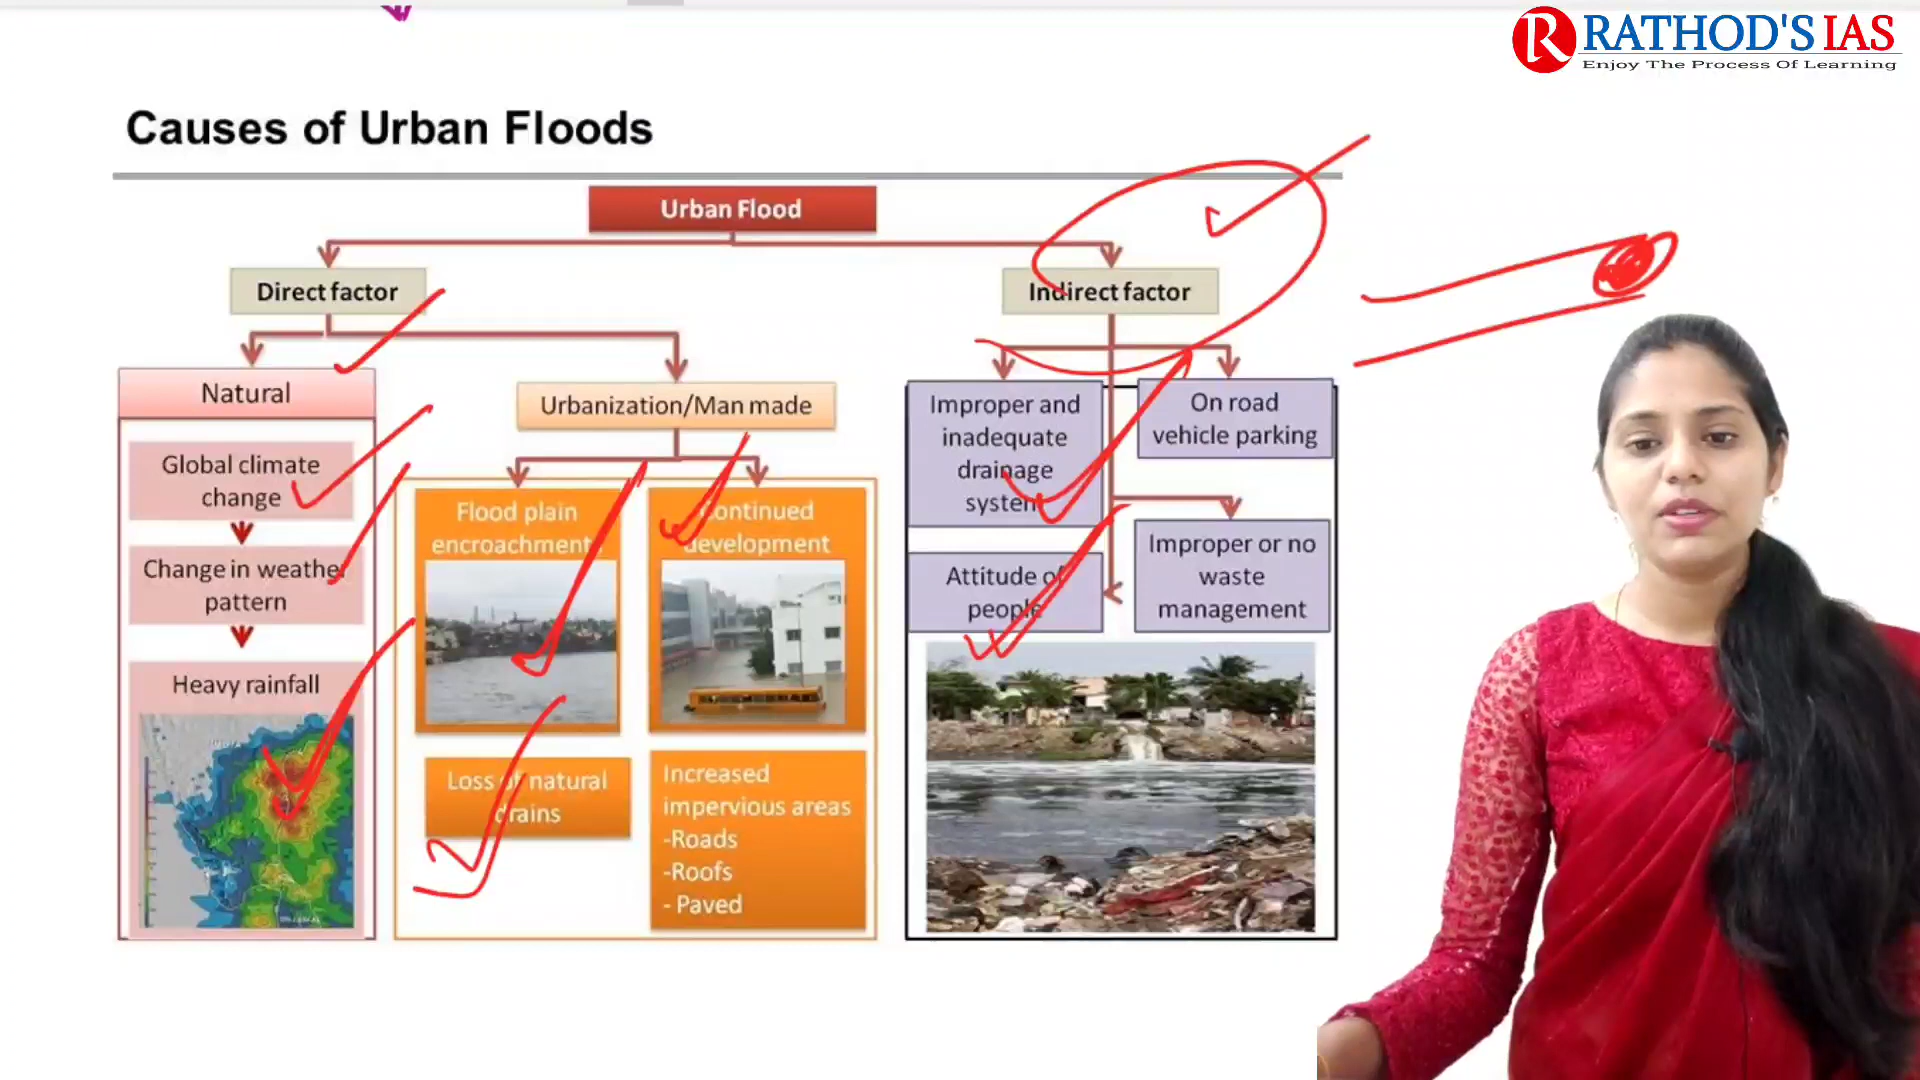 RATHOD'S IAS
Enjoy The Process Of Learning
Causes of Urban Floods
Urban Flood
Direct factor
Indirect factor
Natural
Global climate
change
Change in weather
pattern
Heavy rainfall
Urbanization/Man made
Flood plain
encroachments
Continued
development
Loss of natural
drains
Increased
impervious areas
-Roads
-Roofs
- Paved
Improper and
inadequate
drainage
system
On road
vehicle parking
Attitude of
people
Improper or no
waste
management